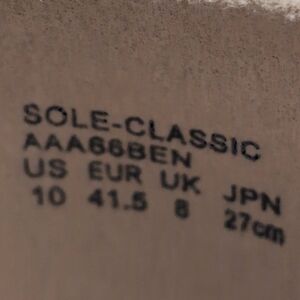 SOLE-CLASSIC
AAA66BEN
US EUR UK JPN
10 41.5 8 27cm